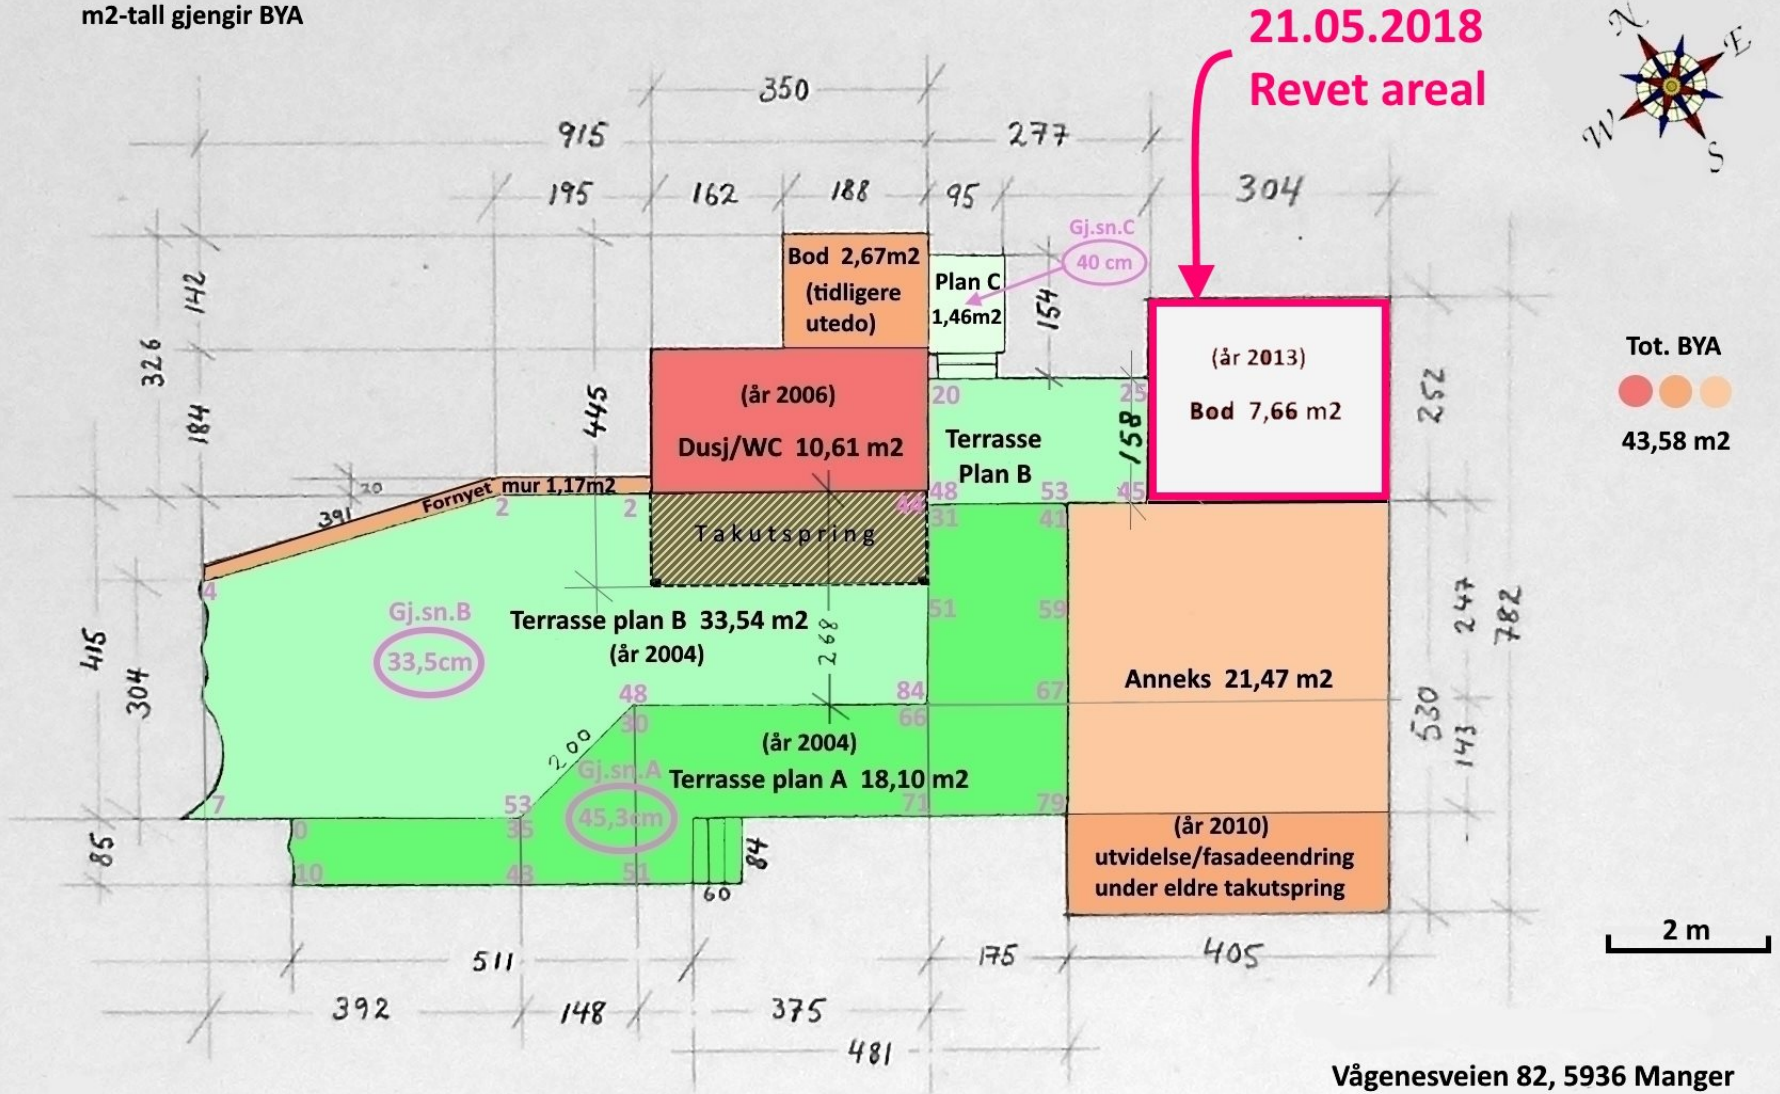 m2-tall gjengir BYA
21.05.2018
Revet areal
N
E
W
S
350
915
277
195
162
188
95
304
Gj.sn.C
40 cm
Bod 2,67m2
(tidligere
utedo)
Plan C
1,46m2
154
142
326
184
445
(år 2006)
Dusj/WC 10,61 m2
20
25
Terrasse
Plan B
158
48
53
45
(år 2013)
Bod 7,66 m2
252
Tot. BYA
43,58 m2
20
391
Fornyet mur 1,17m2
2
2
44
31
41
Takutspring
4
Gj.sn.B
33,5cm
Terrasse plan B 33,54 m2
(år 2004)
268
51
59
415
304
48
84
67
30
66
200
(år 2004)
Gj.sn.A
Terrasse plan A 18,10 m2
45,3cm
71
79
7
53
0
35
10
43
51
85
84
60
Anneks 21,47 m2
247
782
530
143
(år 2010)
utvidelse/fasadeendring
under eldre takutspring
2 m
511
175
405
392
148
375
481
Vågenesveien 82, 5936 Manger